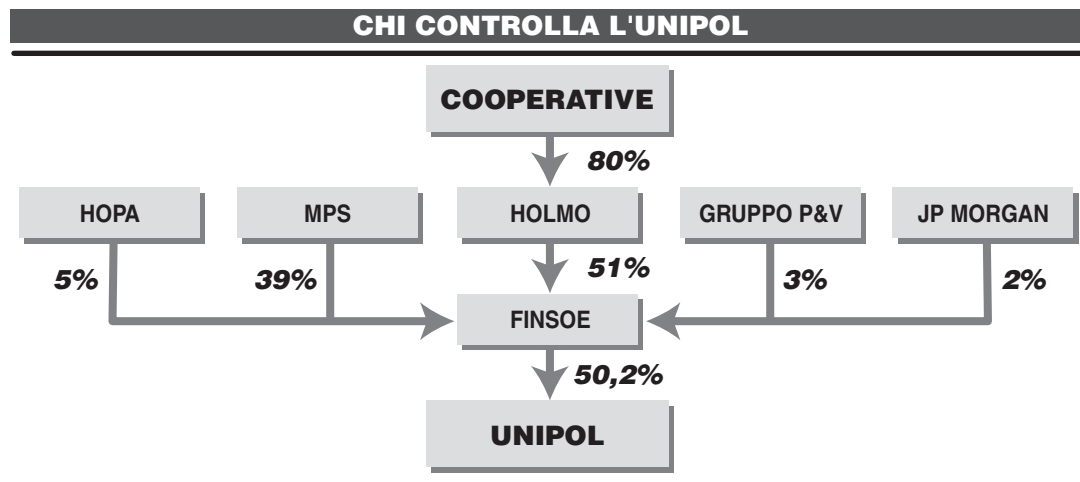 CHI CONTROLLA L'UNIPOL
COOPERATIVE
80%
HOPA
MPS
HOLMO
GRUPPO P&V
JP MORGAN
5%
39%
51%
3%
2%
FINSOE
50,2%
UNIPOL